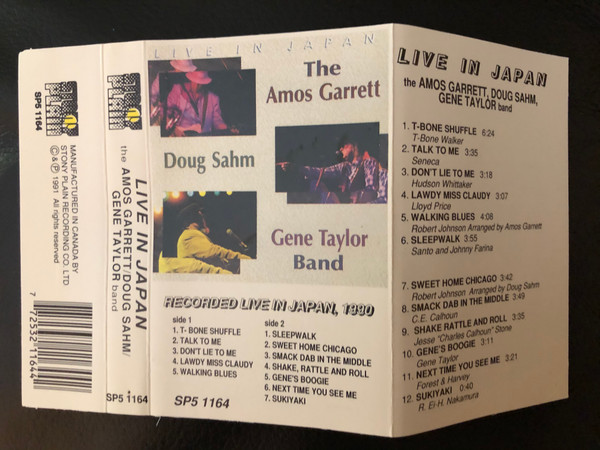 STONY
PLAIN
SP5 1164
MANUFACTURED IN CANADA BY
STONY PLAIN RECORDING CO. LTD
©&℗ 1991 All rights reserved
7 72532 11644
STONY
PLAIN
LIVE IN JAPAN
the AMOS GARRETT/DOUG SAHM/
GENE TAYLOR band
SP5 1164
LIVE IN JAPAN
The
Amos Garrett
Doug Sahm
Gene Taylor
Band
RECORDED LIVE IN JAPAN, 1990
side 1
1. T- BONE SHUFFLE
2. TALK TO ME
3. DON'T LIE TO ME
4. LAWDY MISS CLAUDY
5. WALKING BLUES
side 2
1. SLEEPWALK
2. SWEET HOME CHICAGO
3. SMACK DAB IN THE MIDDLE
4. SHAKE, RATTLE AND ROLL
5. GENE'S BOOGIE
6. NEXT TIME YOU SEE ME
7. SUKIYAKI
SP5 1164
LIVE IN JAPAN
the AMOS GARRETT, DOUG SAHM,
GENE TAYLOR band
1. T-BONE SHUFFLE 6:24
T-Bone Walker
2. TALK TO ME 3:35
Seneca
3. DON'T LIE TO ME 3:18
Hudson Whittaker
4. LAWDY MISS CLAUDY 3:07
Lloyd Price
5. WALKING BLUES 4:08
Robert Johnson Arranged by Amos Garrett
6. SLEEPWALK 3:55
Santo and Johnny Farina
7. SWEET HOME CHICAGO 3:42
Robert Johnson Arranged by Doug Sahm
8. SMACK DAB IN THE MIDDLE 3:49
C.E. Calhoun
9. SHAKE RATTLE AND ROLL 3:35
Jesse "Charles Calhoun" Stone
10. GENE'S BOOGIE 3:11
Gene Taylor
11. NEXT TIME YOU SEE ME 3:21
Forest & Harvey
12. SUKIYAKI 0:40
R. Ei-H. Nakamura